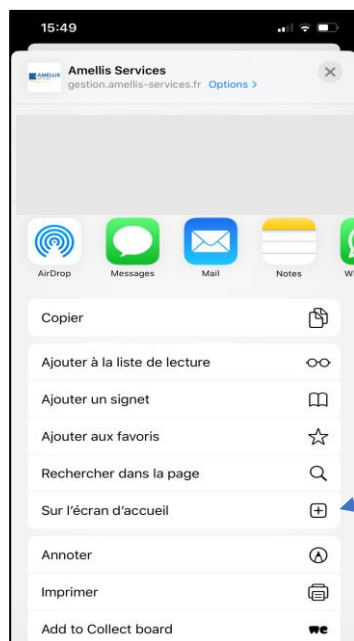 15:49
AMELLIS
Amellis Services
gestion.amellis-services.fr Options >
AirDrop
Messages
Mail
Notes
Copier
Ajouter à la liste de lecture
Ajouter un signet
Ajouter aux favoris
Rechercher dans la page
Sur l'écran d'accueil
Annoter
Imprimer
Add to Collect board
we